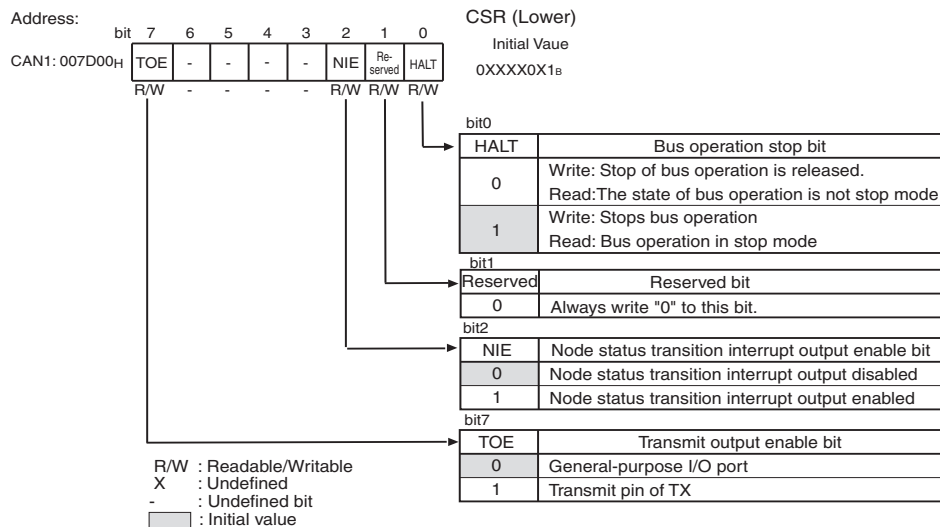 Address:
CSR (Lower)
bit 7 6 5 4 3 2 1 0
Initial Vaue
CAN1: 007D00H TOE - - - - NIE Re-served HALT
0XXXX0X1B
R/W - - - - R/W R/W R/W
bit0
HALT Bus operation stop bit
0 Write: Stop of bus operation is released.
Read:The state of bus operation is not stop mode
1 Write: Stops bus operation
Read: Bus operation in stop mode
bit1
Reserved Reserved bit
0 Always write "0" to this bit.
bit2
NIE Node status transition interrupt output enable bit
0 Node status transition interrupt output disabled
1 Node status transition interrupt output enabled
bit7
TOE Transmit output enable bit
0 General-purpose I/O port
1 Transmit pin of TX
R/W : Readable/Writable
X : Undefined
- : Undefined bit
: Initial value